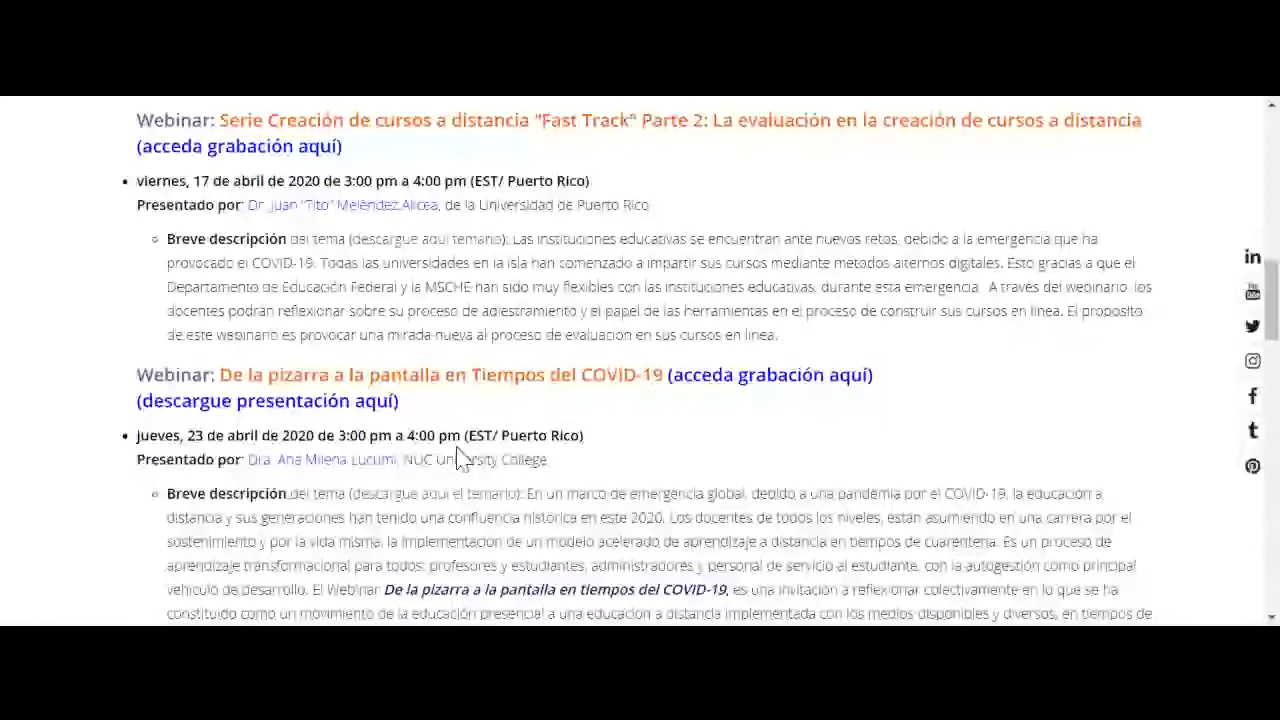 Webinar: Serie Creación de cursos a distancia "Fast Track" Parte 2: La evaluación en la creación de cursos a distancia
(acceda grabación aquí)
viernes, 17 de abril de 2020 de 3:00 pm a 4:00 pm (EST/ Puerto Rico)
Presentado por: Dr. Juan "Tito" Meléndez Alicea, de la Universidad de Puerto Rico
Breve descripción del tema (descargue aquí temario): Las instituciones educativas se encuentran ante nuevos retos, debido a la emergencia que ha
provocado el COVID-19. Todas las universidades en la isla han comenzado a impartir sus cursos mediante métodos alternos digitales. Esto gracias a que el
Departamento de Educación Federal y la MSCHE han sido muy flexibles con las instituciones educativas, durante esta emergencia. A través del webinario, los
docentes podrán reflexionar sobre su proceso de adiestramiento y el papel de las herramientas en el proceso de construir sus cursos en línea. El propósito
de este webinario es provocar una mirada nueva al proceso de evaluación en sus cursos en línea.
Webinar: De la pizarra a la pantalla en Tiempos del COVID-19 (acceda grabación aquí)
(descargue presentación aquí)
jueves, 23 de abril de 2020 de 3:00 pm a 4:00 pm (EST/ Puerto Rico)
Presentado por: Dra. Ana Milena Lucumi, NUC University College
Breve descripción del tema (descargue aquí el temario): En un marco de emergencia global, debido a una pandemia por el COVID-19, la educación a
distancia y sus generaciones han tenido una confluencia histórica en este 2020. Los docentes de todos los niveles, están asumiendo en una carrera por el
sostenimiento y por la vida misma, la implementación de un modelo acelerado de aprendizaje a distancia en tiempos de cuarentena. Es un proceso de
aprendizaje transformacional para todos: profesores y estudiantes, administradores y personal de servicio al estudiante, con la autogestión como principal
vehículo de desarrollo. El Webinar De la pizarra a la pantalla en tiempos del COVID-19, es una invitación a reflexionar colectivamente en lo que se ha
constituido como un movimiento de la educación presencial a una educación a distancia implementada con los medios disponibles y diversos, en tiempos de